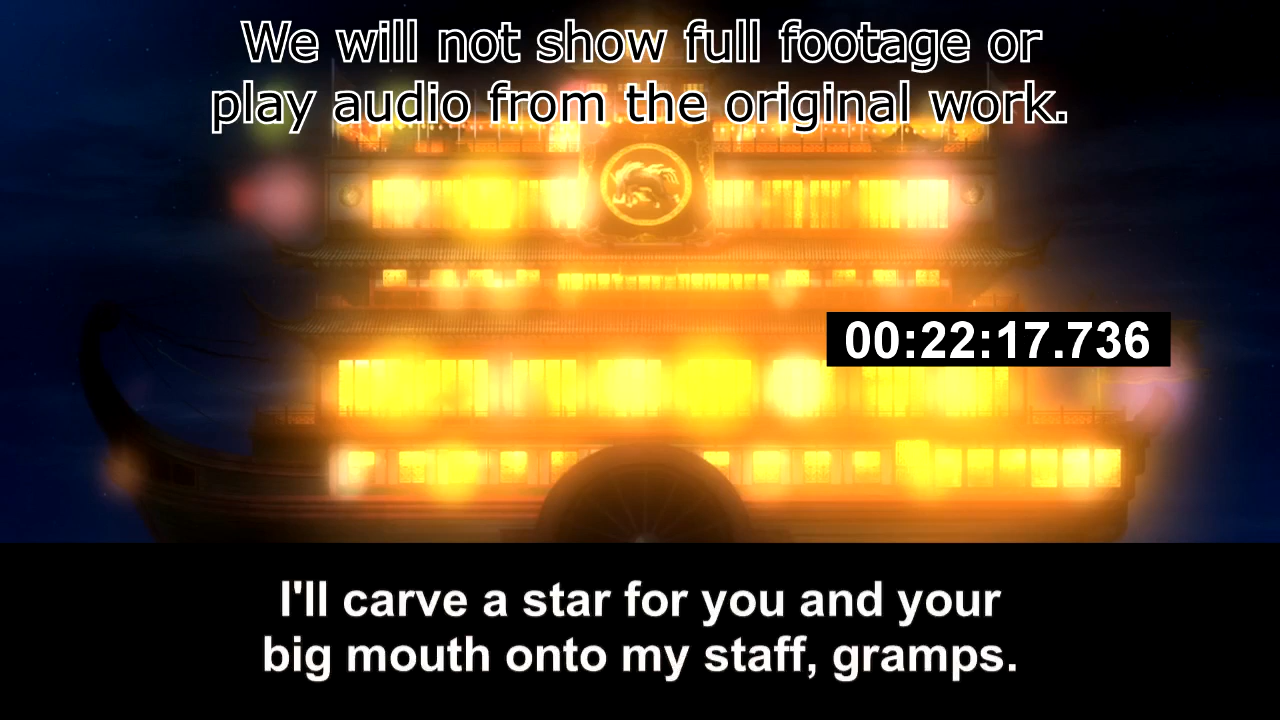 We will not show full footage or
play audio from the original work.
00:22:17.736
I'll carve a star for you and your
big mouth onto my staff, gramps.